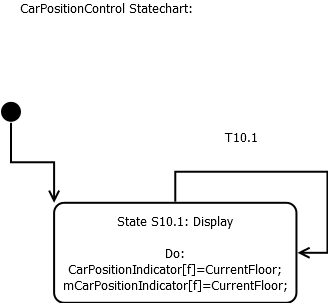 CarPositionControl Statechart:
T10.1
State S10.1: Display
Do:
CarPositionIndicator[f]=CurrentFloor;
mCarPositionIndicator[f]=CurrentFloor;